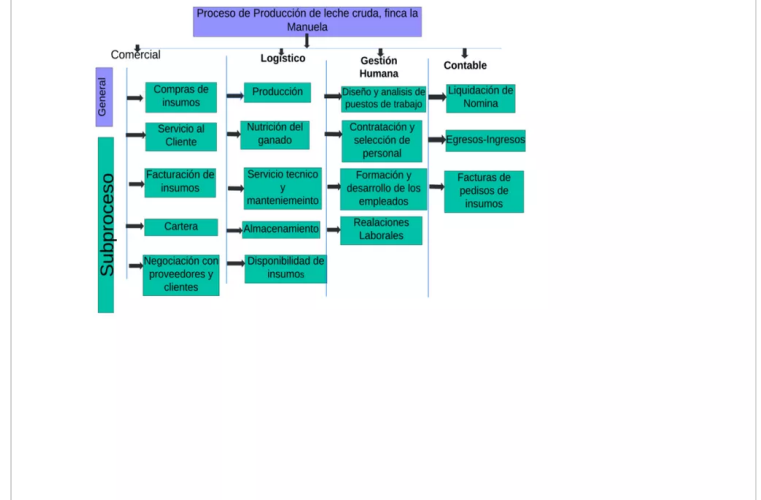 Proceso de Producción de leche cruda, finca la
Manuela
Comercial
Logístico
Gestión
Humana
Contable
General
Subproceso
Compras de
insumos
Servicio al
Cliente
Facturación de
insumos
Cartera
Negociación con
proveedores y
clientes
Producción
Nutrición del
ganado
Servicio tecnico
y
manteniemeinto
Almacenamiento
Disponibilidad de
insumos
Diseño y analisis de
puestos de trabajo
Contratación y
selección de
personal
Formación y
desarrollo de los
empleados
Realaciones
Laborales
Liquidación de
Nomina
Egresos-Ingresos
Facturas de
pedisos de
insumos